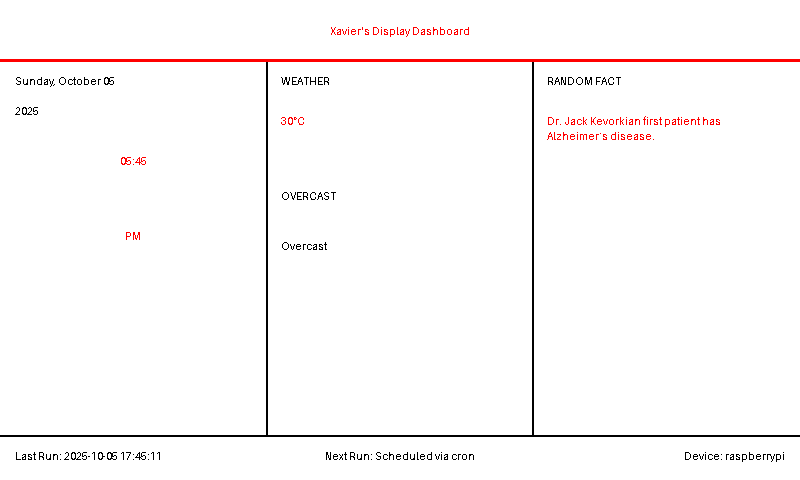 Xavier's Display Dashboard
Sunday, October 05
2025
05:45
PM
WEATHER
30°C
OVERCAST
Overcast
RANDOM FACT
Dr. Jack Kevorkian first patient has
Alzheimer's disease.
Last Run: 2025-10-05 17:45:11
Next Run: Scheduled via cron
Device: raspberrypi